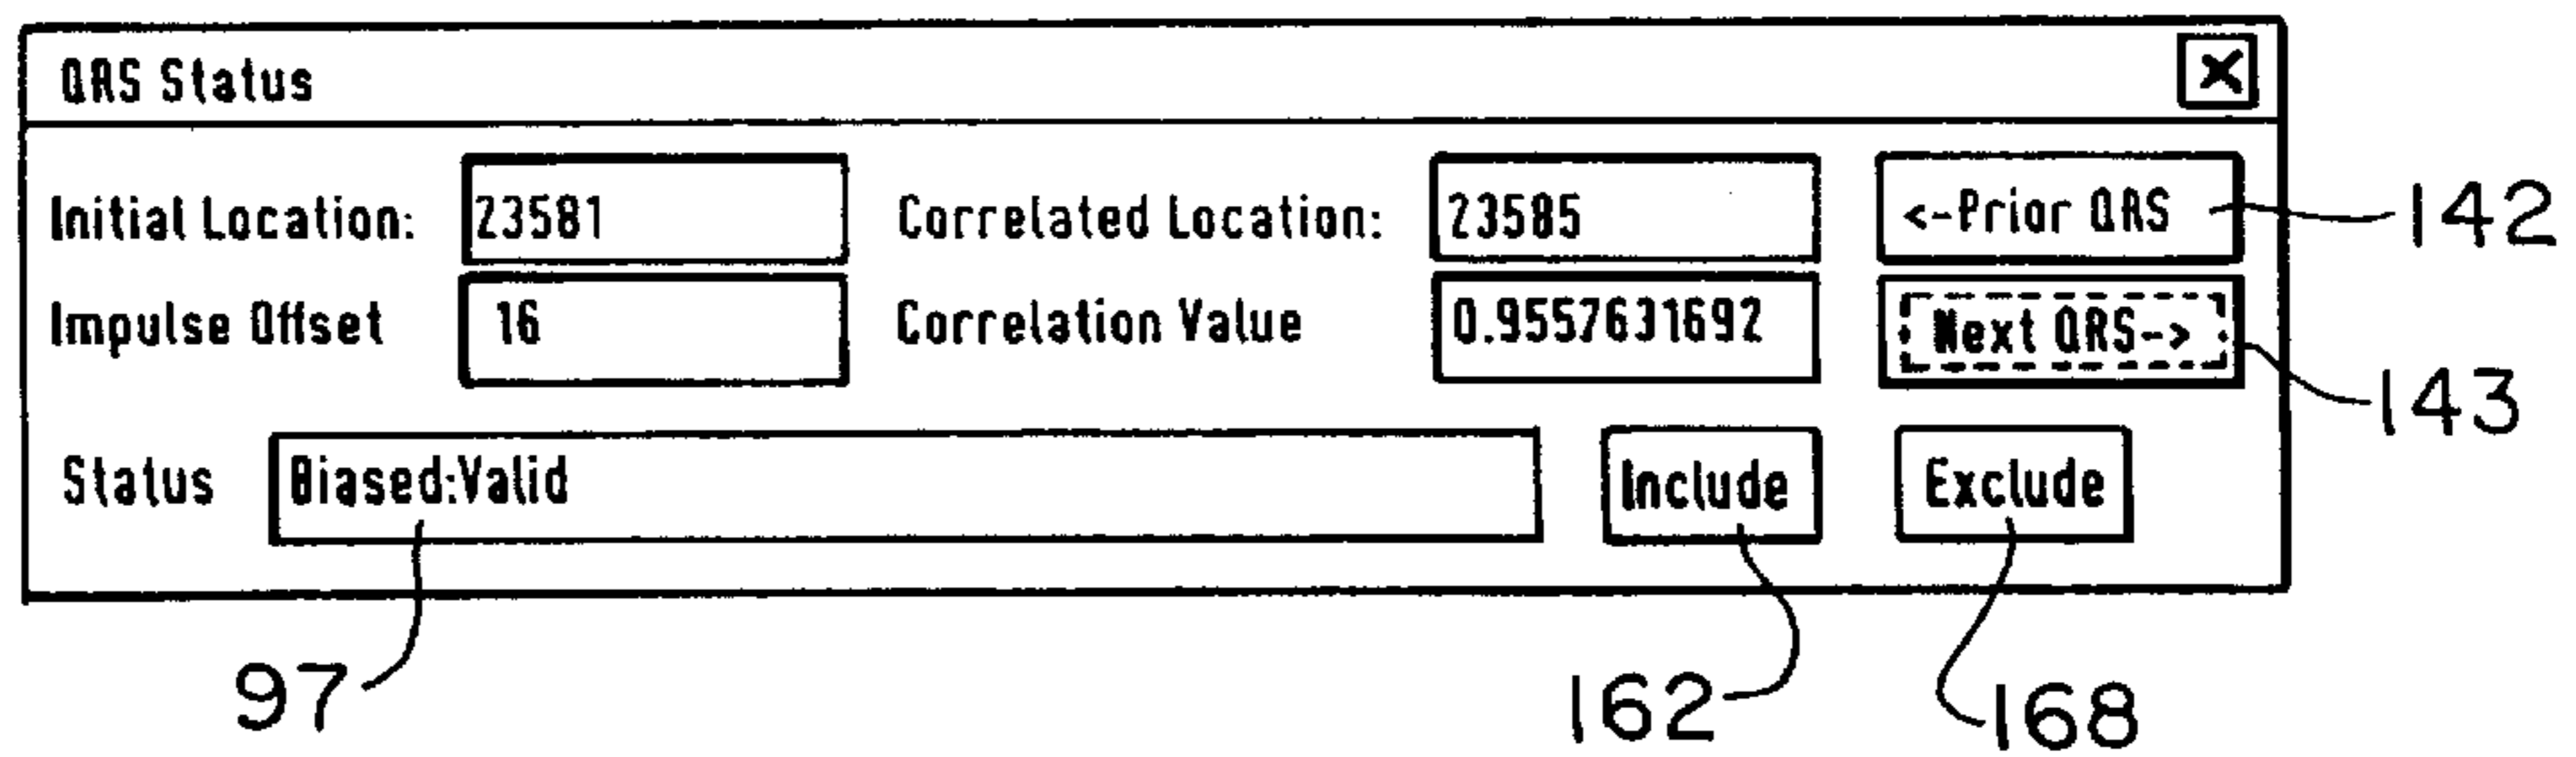 QRS Status X
Initial Location: 23581 Correlated Location: 23585 <-Prior QRS 142
Impulse Offset 16 Correlation Value 0.9557631692 Next QRS-> 143
Status Biased:Valid Include Exclude
97 162 168